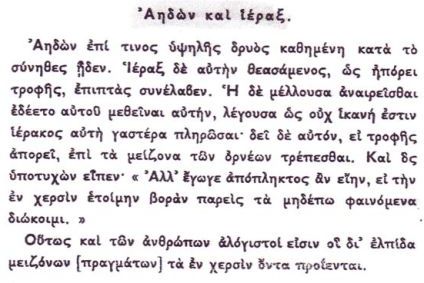 Ἀηδὼν καὶ ἱέραξ.
Ἀηδὼν ἐπί τινος ὑψηλῆς δρυὸς καθημένη κατὰ τὸ
σύνηθες ᾖδεν. Ἱέραξ δὲ αὐτὴν θεασάμενος, ὡς ἠπόρει
τροφῆς, ἐπιπτὰς συνέλαβεν. Ἡ δὲ μέλλουσα ἀναιρεῖσθαι
ἐδέετο αὐτοῦ μεθεῖναι αὐτήν, λέγουσα ὡς οὐχ ἱκανή ἐστιν
ἱέρακος αὐτὴ γαστέρα πληρῶσαι· δεῖ δὲ αὐτόν, εἰ τροφῆς
ἀπορεῖ, ἐπὶ τὰ μείζονα τῶν ὀρνέων τρέπεσθαι. Καὶ ὃς
ὑποτυχὼν εἶπεν· « Ἀλλ' ἔγωγε ἀπόπληκτος ἂν εἴην, εἰ τὴν
ἐν χερσὶν ἑτοίμην βορὰν παρεὶς τὰ μηδέπω φαινόμενα
διώκοιμι. »
Οὕτως καὶ τῶν ἀνθρώπων ἀλόγιστοί εἰσιν οἳ δι' ἐλπίδα
μειζόνων [πραγμάτων] τὰ ἐν χερσὶν ὄντα προΐενται.